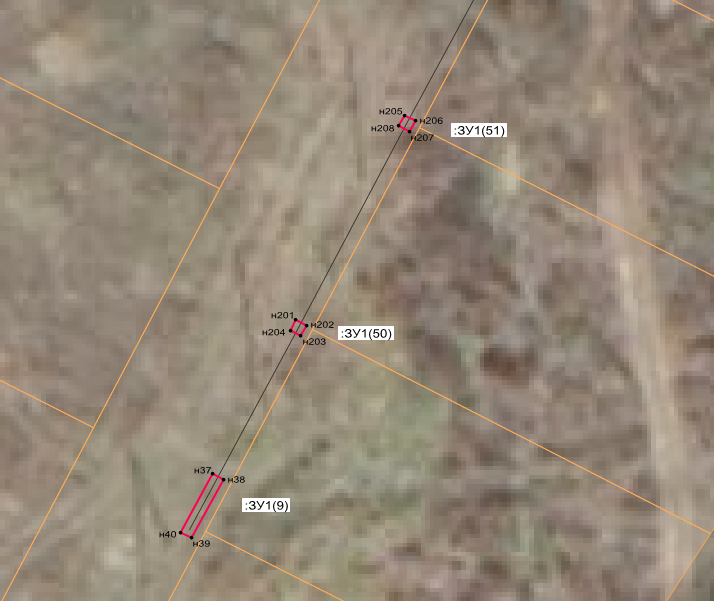 н205
н206
н208
:ЗУ1(51)
н207
н201
н202
н204
:ЗУ1(50)
н203
н37
н38
:ЗУ1(9)
н40
н39